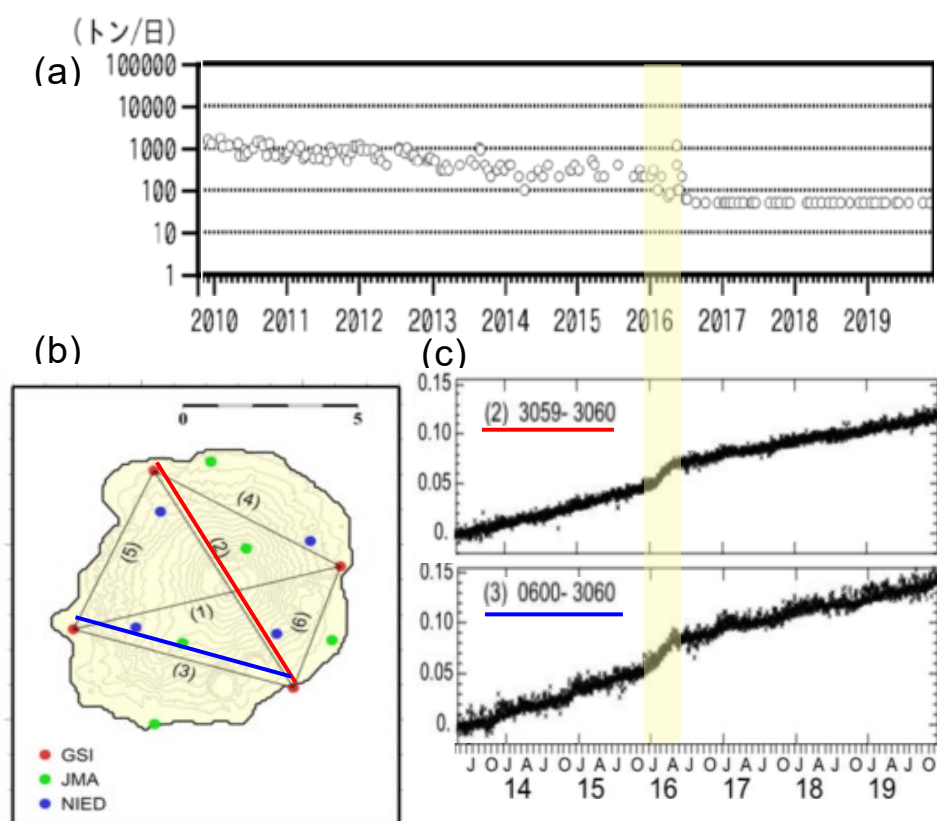 (トン/日)
(a)
100000
10000
1000
100
10
1
2010 2011 2012 2013 2014 2015 2016 2017 2018 2019
(b)
0 5
(4)
(2)
(5)
(1)
(6)
(3)
GSI
JMA
NIED
(c)
0.15
(2) 3059-3060
0.10
0.05
0.
0.15
(3) 0600-3060
0.10
0.05
0.
J O J A J O J A J O J A J O J A J O J A J O J A J O
14 15 16 17 18 19